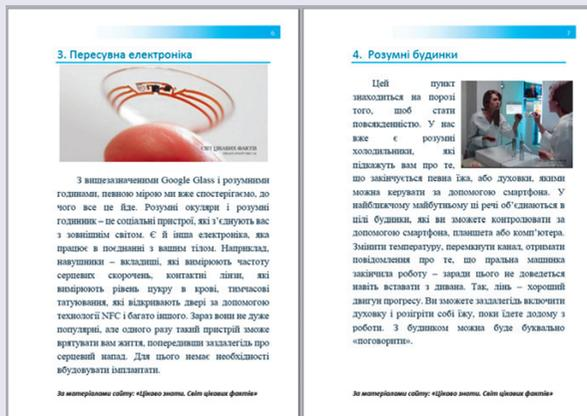 6
3. Пересувна електроніка
СВІТ ЦІКАВИХ ФАКТІВ
З вищезазначеними Google Glass і розумними
годинами, певною мірою ми вже спостерігаємо, до
чого все це йде. Розумні окуляри і розумні
годинник – це соціальні пристрої, які з’єднують вас
з зовнішнім світом. Є й інша електроніка, яка
працює в поєднанні з вашим тілом. Наприклад,
навушники – вкладиші, які вимірюють частоту
серцевих скорочень, контактні лінзи, які
вимірюють рівень цукру в крові, тимчасові
татуювання, які відкривають двері за допомогою
технології NFC і багато іншого. Зараз вони не дуже
популярні, але одного разу такий пристрій зможе
врятувати вам життя, попередивши заздалегідь про
серцевий напад. Для цього немає необхідності
вбудовувати імплантати.
За матеріалами сайту: «Цікаво знати. Світ цікавих фактів»
7
4. Розумні будинки
Цей пункт
знаходиться на порозі
того, щоб стати
повсякденністю. У нас
вже є розумні
холодильники, які
підкажуть вам про те,
що закінчується певна їжа, або духовки, якими
можна керувати за допомогою смартфона. У
найближчому майбутньому ці речі об’єднаються в
цілі будинки, які ви зможете контролювати за
допомогою смартфона, планшета або комп’ютера.
Змінити температуру, перемкнути канал, отримати
повідомлення про те, що пральна машинка
закінчила роботу – заради цього не доведеться
навіть вставати з дивана. Так, лінь – хороший
двигун прогресу. Ви зможете заздалегідь включити
духовку і розігріти собі їжу, поки їдете додому з
роботи. З будинком можна буде буквально
«поговорити».
За матеріалами сайту: «Цікаво знати. Світ цікавих фактів»